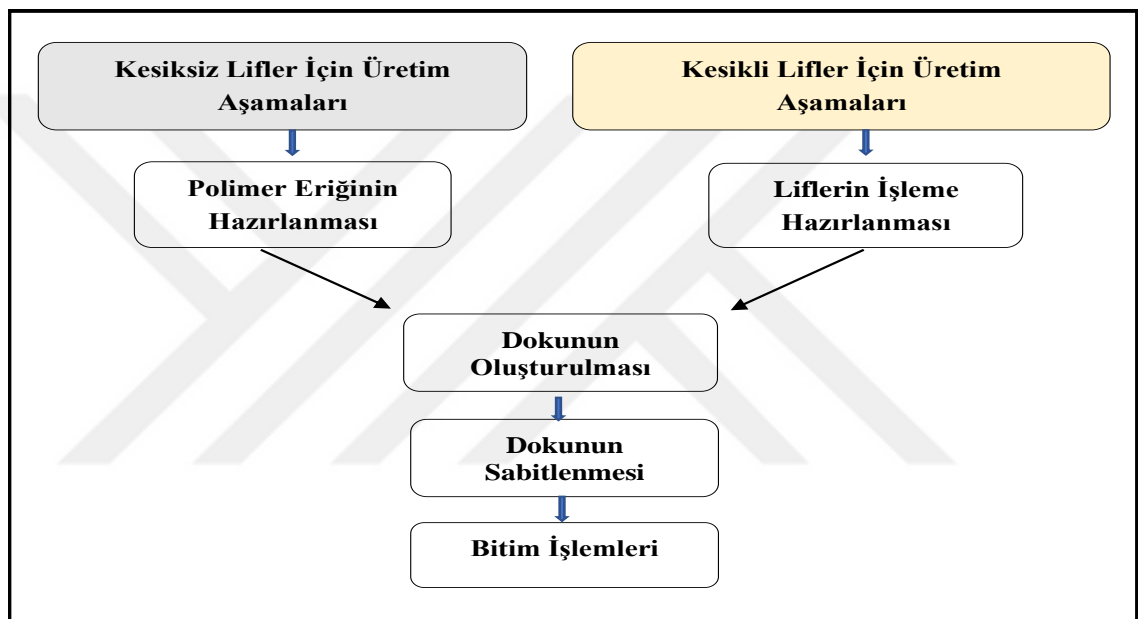 Kesiksiz Lifler İçin Üretim
Aşamaları
Kesikli Lifler İçin Üretim
Aşamaları
Polimer Eriğinin
Hazırlanması
Liflerin İşleme
Hazırlanması
Dokunun
Oluşturulması
Dokunun
Sabitlenmesi
Bitim İşlemleri